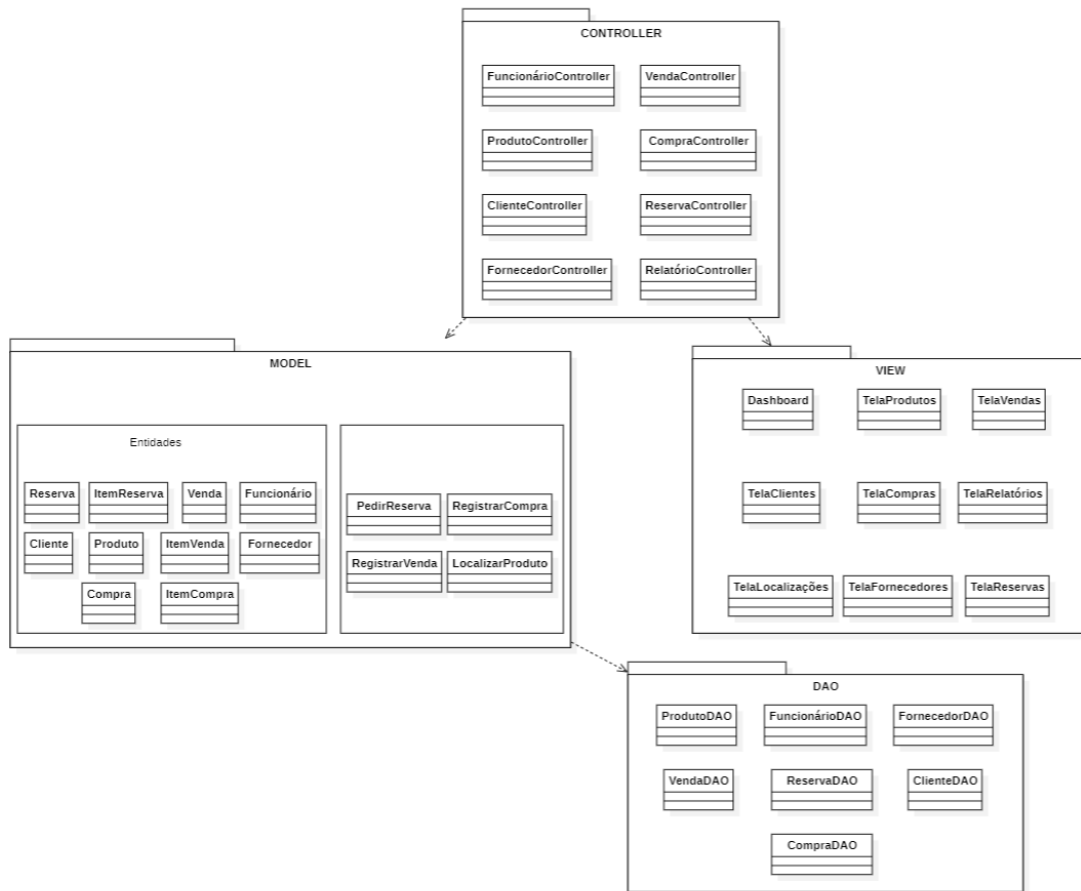 CONTROLLER
FuncionárioController
VendaController
ProdutoController
CompraController
ClienteController
ReservaController
FornecedorController
RelatórioController
MODEL
Entidades
Reserva
ItemReserva
Venda
Funcionário
Cliente
Produto
ItemVenda
Fornecedor
Compra
ItemCompra
PedirReserva
RegistrarCompra
RegistrarVenda
LocalizarProduto
VIEW
Dashboard
TelaProdutos
TelaVendas
TelaClientes
TelaCompras
TelaRelatórios
TelaLocalizações
TelaFornecedores
TelaReservas
DAO
ProdutoDAO
FuncionárioDAO
FornecedorDAO
VendaDAO
ReservaDAO
ClienteDAO
CompraDAO